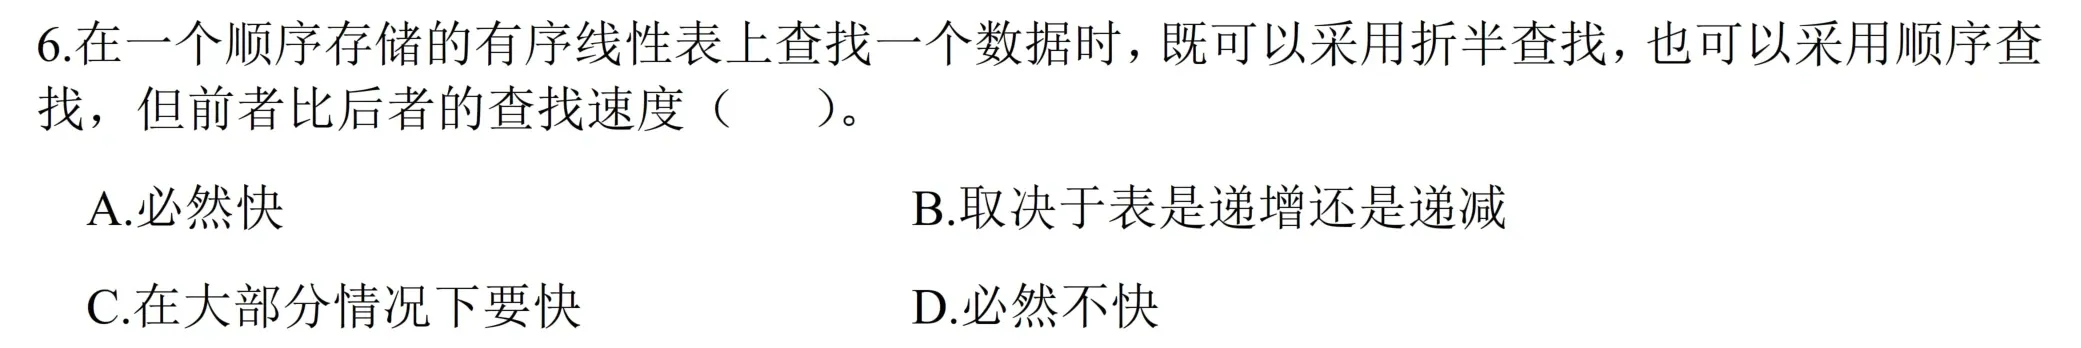 6.在一个顺序存储的有序线性表上查找一个数据时，既可以采用折半查找，也可以采用顺序查
找，但前者比后者的查找速度（　　）。
A.必然快　　B.取决于表是递增还是递减
C.在大部分情况下要快　　D.必然不快